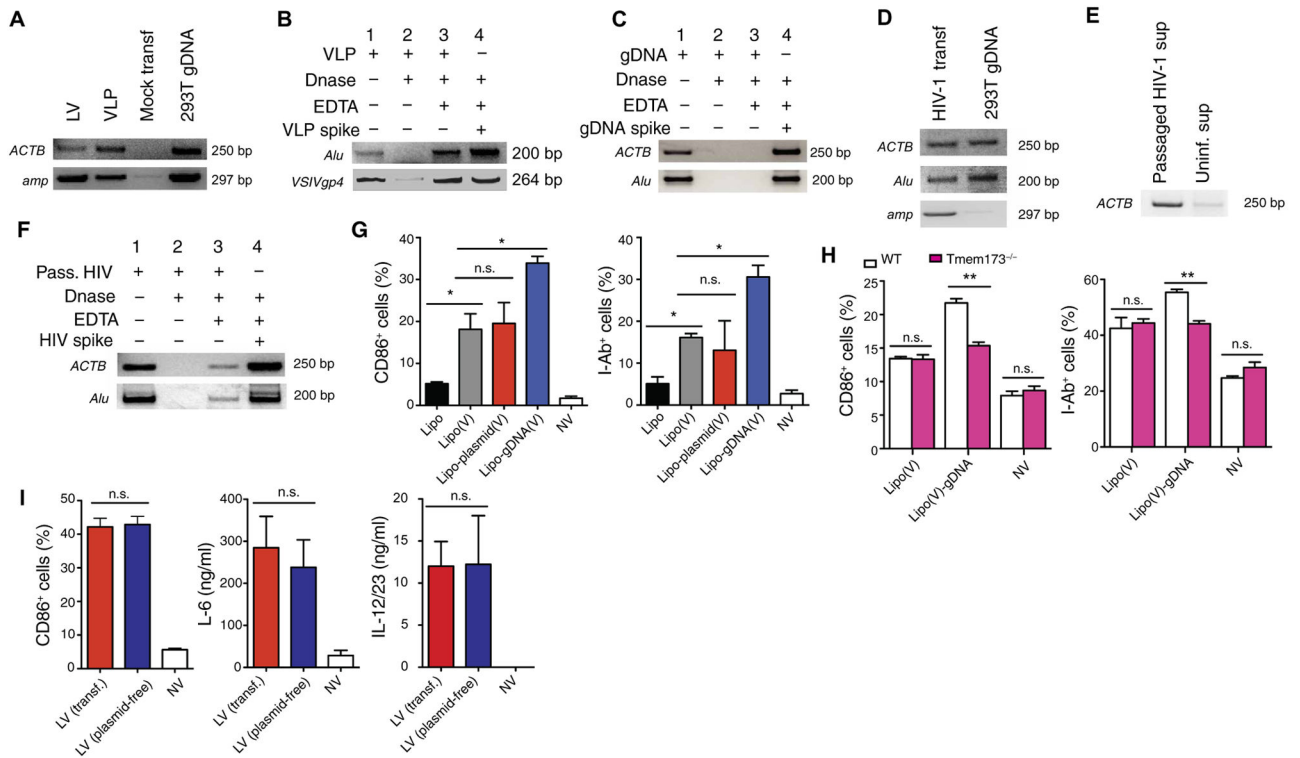 A
LV
VLP
Mock transf
293T gDNA
ACTB
250 bp
amp
297 bp
B
1 2 3 4
VLP + + + –
Dnase – + + +
EDTA – – + +
VLP spike – – – +
Alu
200 bp
VSIVgp4
264 bp
C
1 2 3 4
gDNA + + + –
Dnase – + + +
EDTA – – + +
gDNA spike – – – +
ACTB
250 bp
Alu
200 bp
D
HIV-1 transf
293T gDNA
ACTB
250 bp
Alu
200 bp
amp
297 bp
E
Passaged HIV-1 sup
Uninf. sup
ACTB
250 bp
F
1 2 3 4
Pass. HIV + + + –
Dnase – + + +
EDTA – – + +
HIV spike – – – +
ACTB
250 bp
Alu
200 bp
G
CD86+ cells (%)
40
30
20
10
0
*
n.s.
*
Lipo
Lipo(V)
Lipo-plasmid(V)
Lipo-gDNA(V)
NV
I-Ab+ cells (%)
40
30
20
10
0
*
n.s.
*
Lipo
Lipo(V)
Lipo-plasmid(V)
Lipo-gDNA(V)
NV
H
WT
Tmem173–/–
CD86+ cells (%)
25
20
15
10
5
0
n.s.
**
n.s.
Lipo(V)
Lipo(V)-gDNA
NV
I-Ab+ cells (%)
60
40
20
0
n.s.
**
n.s.
Lipo(V)
Lipo(V)-gDNA
NV
I
CD86+ cells (%)
50
40
30
20
10
0
n.s.
LV (transf.)
LV (plasmid-free)
NV
L-6 (ng/ml)
400
300
200
100
0
n.s.
LV (transf.)
LV (plasmid-free)
NV
IL-12/23 (ng/ml)
20
15
10
5
0
n.s.
LV (transf.)
LV (plasmid-free)
NV